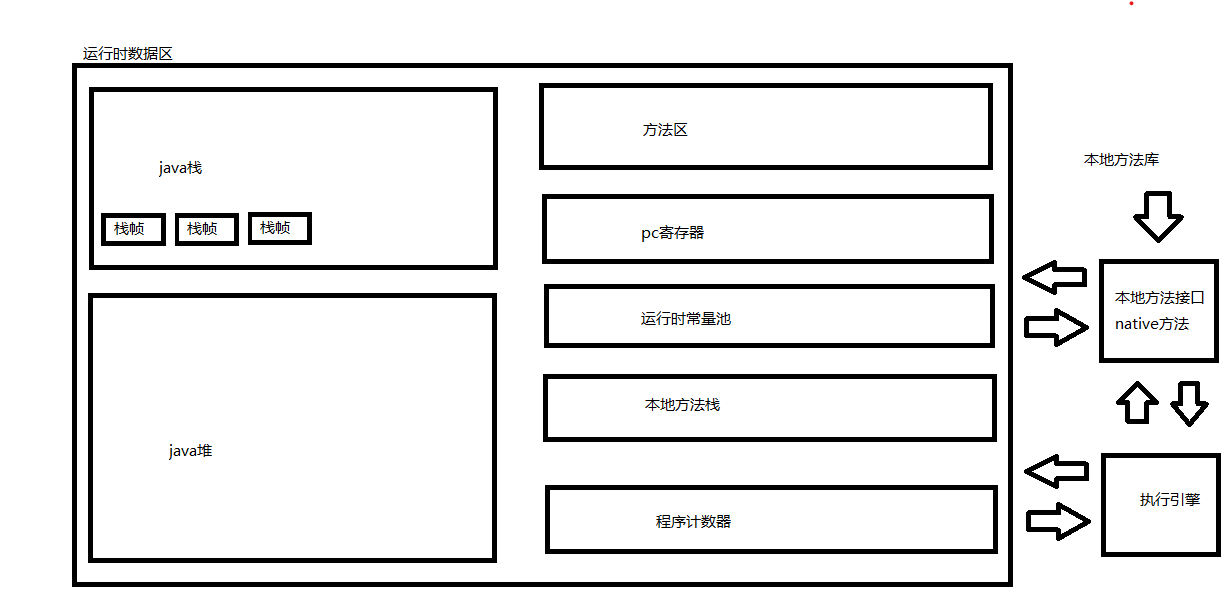 运行时数据区
java栈
栈帧
栈帧
栈帧
java堆
方法区
pc寄存器
运行时常量池
本地方法栈
程序计数器
本地方法库
本地方法接口
native方法
执行引擎